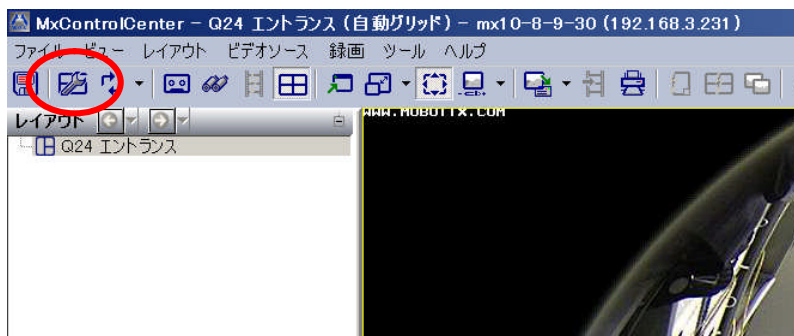 MxControlCenter - Q24 エントランス (自動グリッド) - mx10-8-9-30 (192.168.3.231)
ファイル ビュー レイアウト ビデオソース 録画 ツール ヘルプ
レイアウト
WWW.MOBOTIX.COM
Q24 エントランス